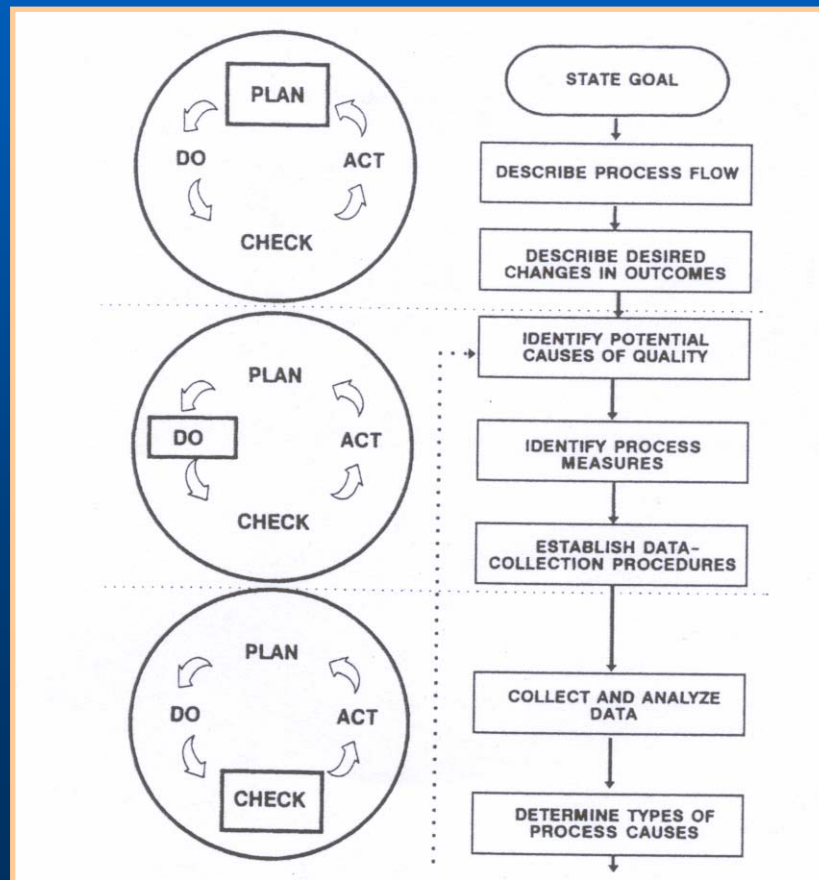 PLAN
DO
ACT
CHECK
STATE GOAL
DESCRIBE PROCESS FLOW
DESCRIBE DESIRED
CHANGES IN OUTCOMES
PLAN
DO
ACT
CHECK
IDENTIFY POTENTIAL
CAUSES OF QUALITY
IDENTIFY PROCESS
MEASURES
ESTABLISH DATA-
COLLECTION PROCEDURES
PLAN
DO
ACT
CHECK
COLLECT AND ANALYZE
DATA
DETERMINE TYPES OF
PROCESS CAUSES